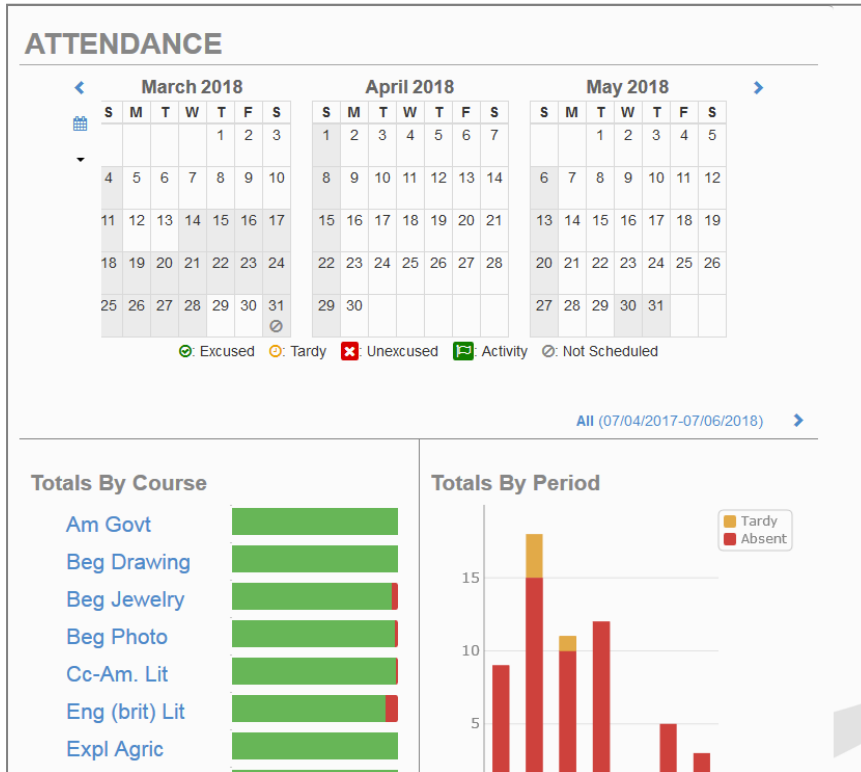 ATTENDANCE
March 2018 April 2018 May 2018
S M T W T F S S M T W T F S S M T W T F S
1 2 3 1 2 3 4 5 6 7 1 2 3 4 5
4 5 6 7 8 9 10 8 9 10 11 12 13 14 6 7 8 9 10 11 12
11 12 13 14 15 16 17 15 16 17 18 19 20 21 13 14 15 16 17 18 19
18 19 20 21 22 23 24 22 23 24 25 26 27 28 20 21 22 23 24 25 26
25 26 27 28 29 30 31 29 30 27 28 29 30 31
: Excused : Tardy : Unexcused : Activity : Not Scheduled
All (07/04/2017-07/06/2018)
Totals By Course
Am Govt
Beg Drawing
Beg Jewelry
Beg Photo
Cc-Am. Lit
Eng (brit) Lit
Expl Agric
Totals By Period
Tardy
Absent
15
10
5